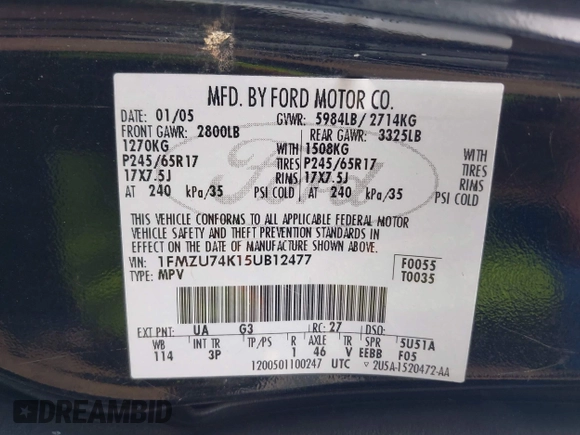 MFD. BY FORD MOTOR CO.
DATE: 01/05 GVWR: 5984LB/2714KG
FRONT GAWR: 2800LB REAR GAWR: 3325LB
1270KG WITH 1508KG WITH
P245/65R17 TIRES P245/65R17 TIRES
17X7.5J RIMS 17X7.5J RIMS
AT 240 kPa/35 PSI COLD AT 240 kPa/35 PSI COLD
THIS VEHICLE CONFORMS TO ALL APPLICABLE FEDERAL MOTOR
VEHICLE SAFETY AND THEFT PREVENTION STANDARDS IN
EFFECT ON THE DATE OF MANUFACTURE SHOWN ABOVE.
VIN: 1FMZU74K15UB12477 F0055
TYPE: MPV T0035
EXT PNT: UA G3 RC: 27 DSO:
WB INT TR TP/PS R AXLE TR SPR 5U51A
114 3P 1 46 V EEBB F05
1200501100247 UTC 2U5A-1520472-AA
Ford
DREAMBID